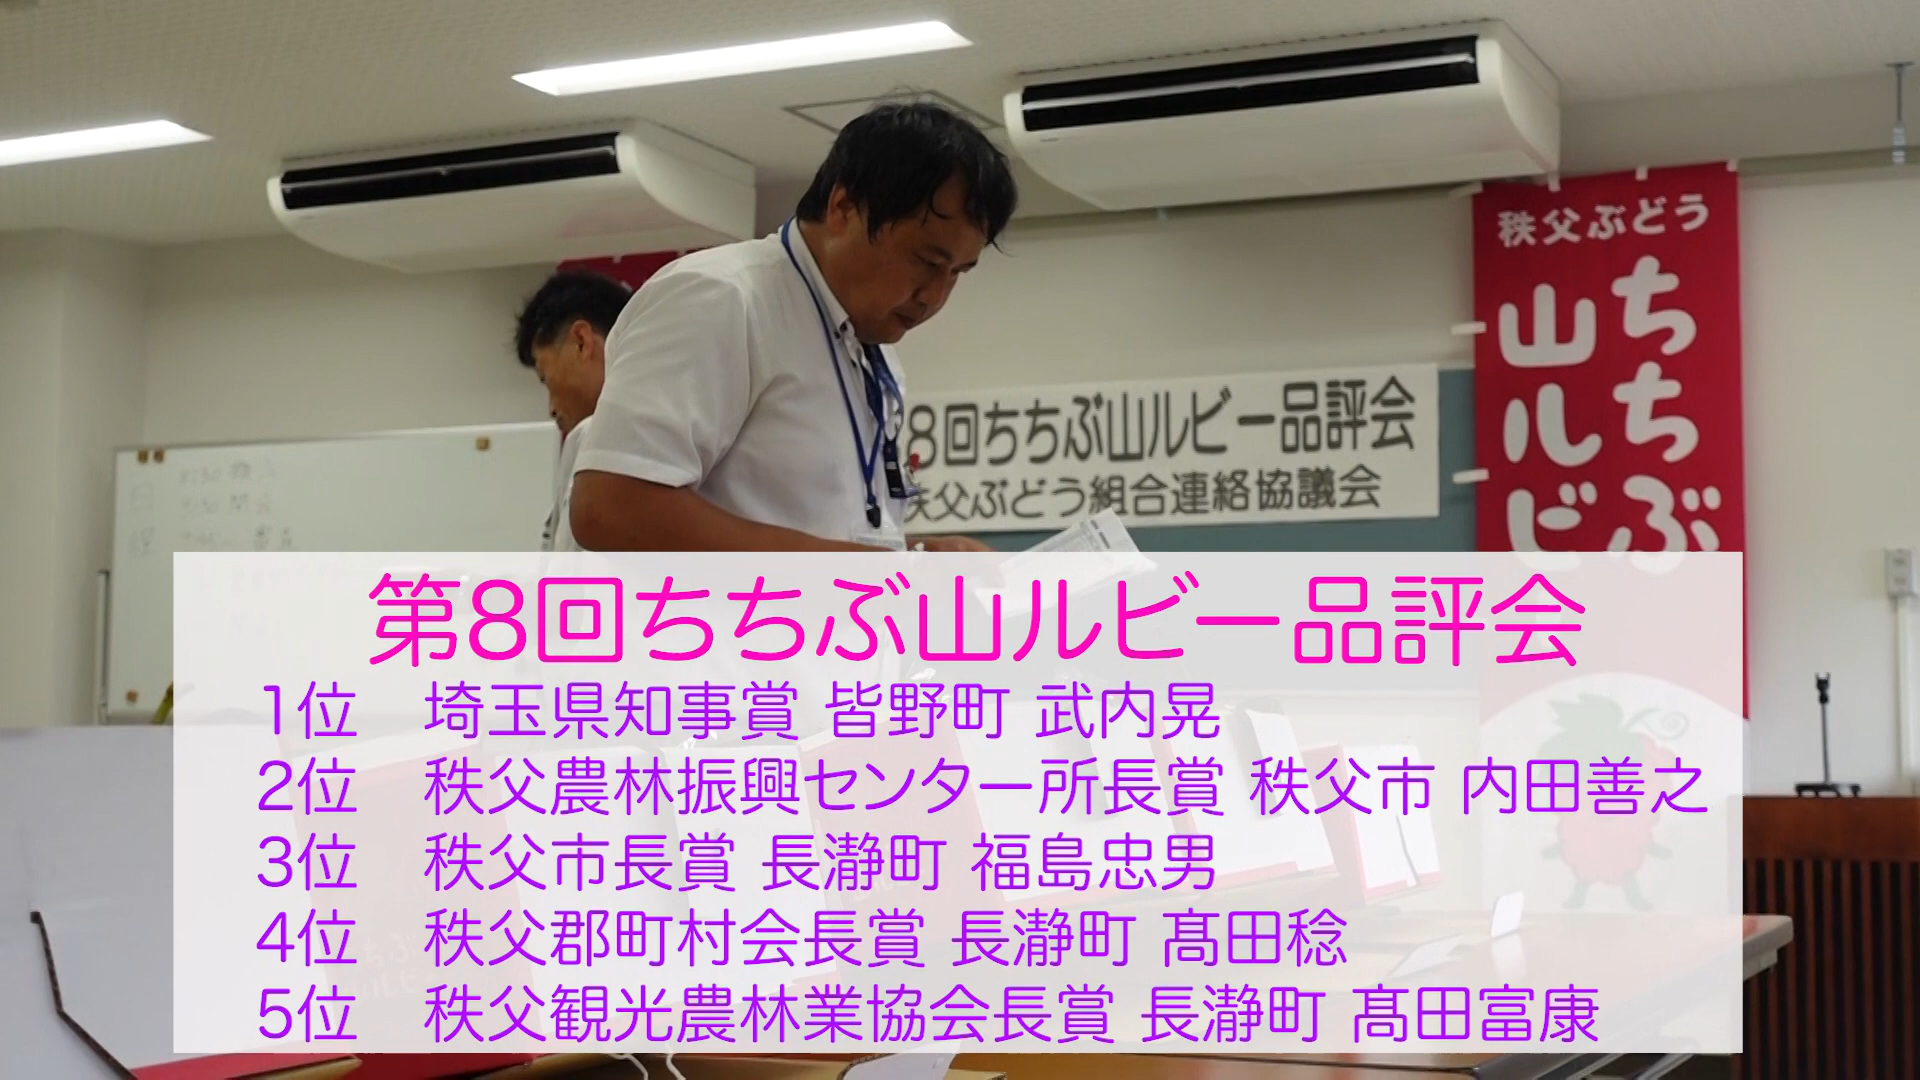 秩父ぶどう
ちちぶ
山ルビ
8回ちちぶ山ルビー品評会
秩父ぶどう組合連絡協議会
第8回ちちぶ山ルビー品評会
1位 埼玉県知事賞 皆野町 武内晃
2位 秩父農林振興センター所長賞 秩父市 内田善之
3位 秩父市長賞 長瀞町 福島忠男
4位 秩父郡町村会長賞 長瀞町 髙田稔
5位 秩父観光農林業協会長賞 長瀞町 髙田富康